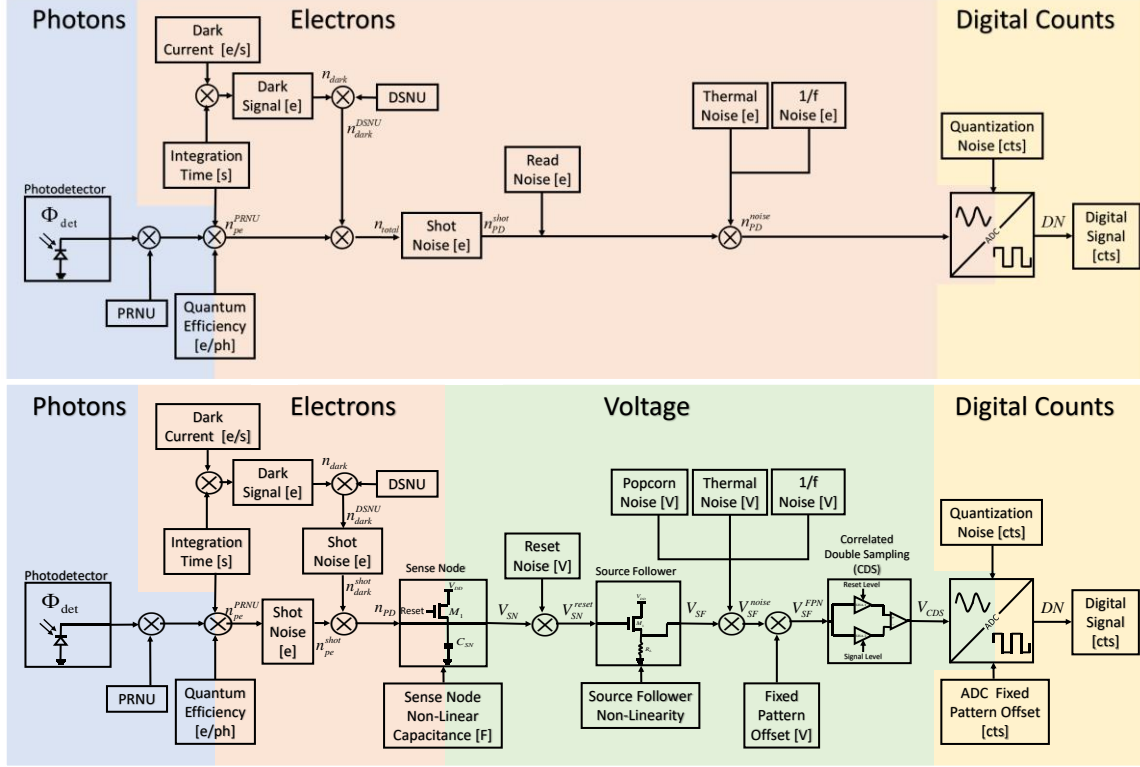 Photons
Electrons
Digital Counts
Dark
Current [e/s]
n_dark
Dark
Signal [e]
DSNU
n_dark^DSNU
Thermal
Noise [e]
1/f
Noise [e]
Quantization
Noise [cts]
Integration
Time [s]
Read
Noise [e]
Photodetector
Φ_det
n_pe^PRNU
n_total
Shot
Noise [e]
n_PD^shot
n_PD^noise
ADC
DN
Digital
Signal
[cts]
PRNU
Quantum
Efficiency
[e/ph]
Photons
Electrons
Voltage
Digital Counts
Dark
Current [e/s]
n_dark
Dark
Signal [e]
DSNU
n_dark^DSNU
Popcorn
Noise [V]
Thermal
Noise [V]
1/f
Noise [V]
Quantization
Noise [cts]
Integration
Time [s]
Shot
Noise [e]
Reset
Noise [V]
Correlated
Double Sampling
(CDS)
Photodetector
Φ_det
n_pe^PRNU
Shot
Noise
[e]
n_dark^shot
n_pe^shot
n_PD
Sense Node
Reset
M_1
C_SN
V_SN
V_SN^reset
Source Follower
V_SF
V_SF^noise
V_SF^FPN
Reset Level
Signal Level
V_CDS
ADC
DN
Digital
Signal
[cts]
PRNU
Quantum
Efficiency
[e/ph]
Sense Node
Non-Linear
Capacitance [F]
Source Follower
Non-Linearity
Fixed
Pattern
Offset [V]
ADC Fixed
Pattern Offset
[cts]